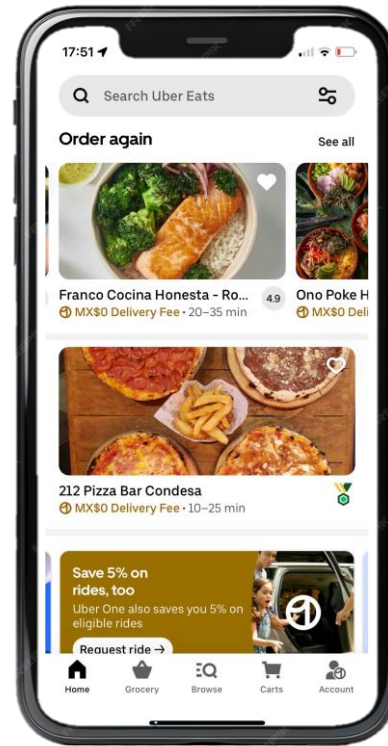 17:51
Search Uber Eats
Order again
See all
Franco Cocina Honesta - Ro...
4.9
MX$0 Delivery Fee • 20–35 min
Ono Poke H
MX$0 Deli
212 Pizza Bar Condesa
MX$0 Delivery Fee • 10–25 min
Save 5% on
rides, too
Uber One also saves you 5% on
eligible rides
Request ride →
Home
Grocery
Browse
Carts
Account